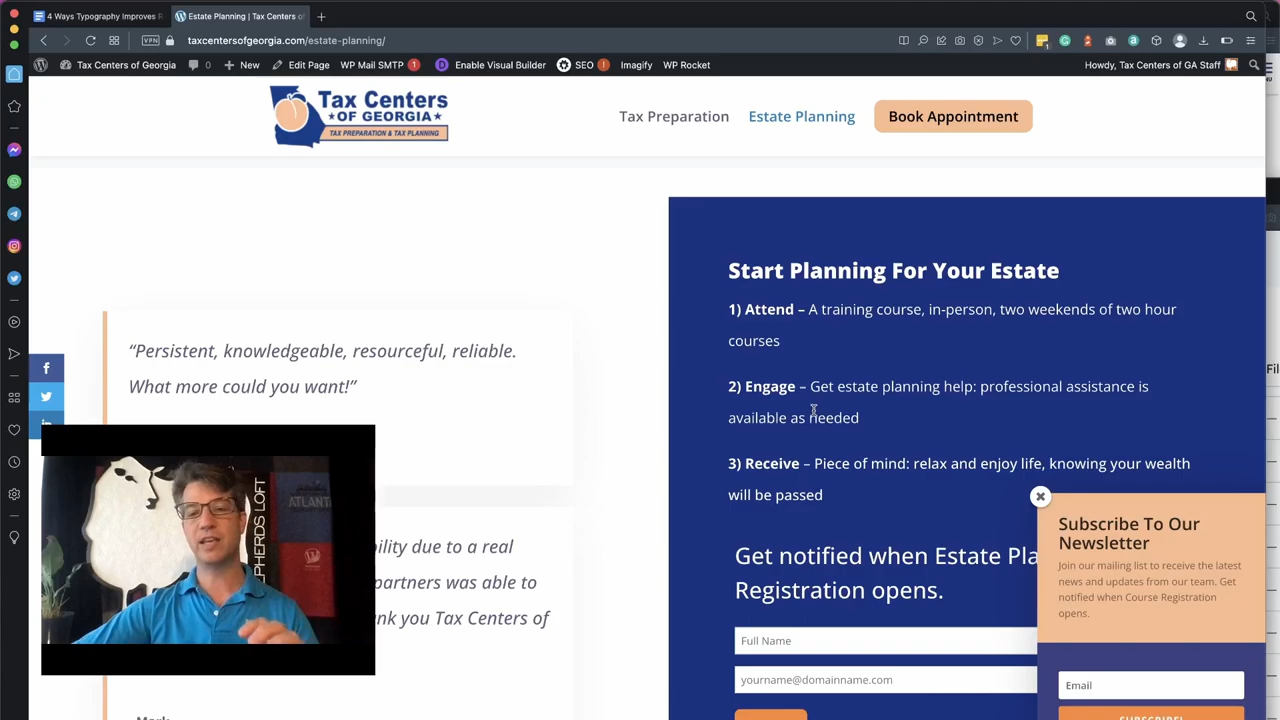 4 Ways Typography Improves R
Estate Planning | Tax Centers of
VPN
taxcentersofgeorgia.com/estate-planning/
Tax Centers of Georgia
0
New
Edit Page
WP Mail SMTP 1
Enable Visual Builder
SEO !
Imagify
WP Rocket
Howdy, Tax Centers of GA Staff
Tax Centers
OF GEORGIA
TAX PREPARATION & TAX PLANNING
Tax Preparation
Estate Planning
Book Appointment
“Persistent, knowledgeable, resourceful, reliable.
What more could you want!”
ility due to a real
partners was able to
nk you Tax Centers of
Mark
Start Planning For Your Estate
1) Attend – A training course, in-person, two weekends of two hour
courses
2) Engage – Get estate planning help: professional assistance is
available as needed
3) Receive – Piece of mind: relax and enjoy life, knowing your wealth
will be passed
Get notified when Estate Pla
Registration opens.
Full Name
yourname@domainname.com
Subscribe To Our
Newsletter
Join our mailing list to receive the latest
news and updates from our team. Get
notified when Course Registration
opens.
Email
SUBSCRIBE!
Fil
HPERDS LOFT
ATLANTA